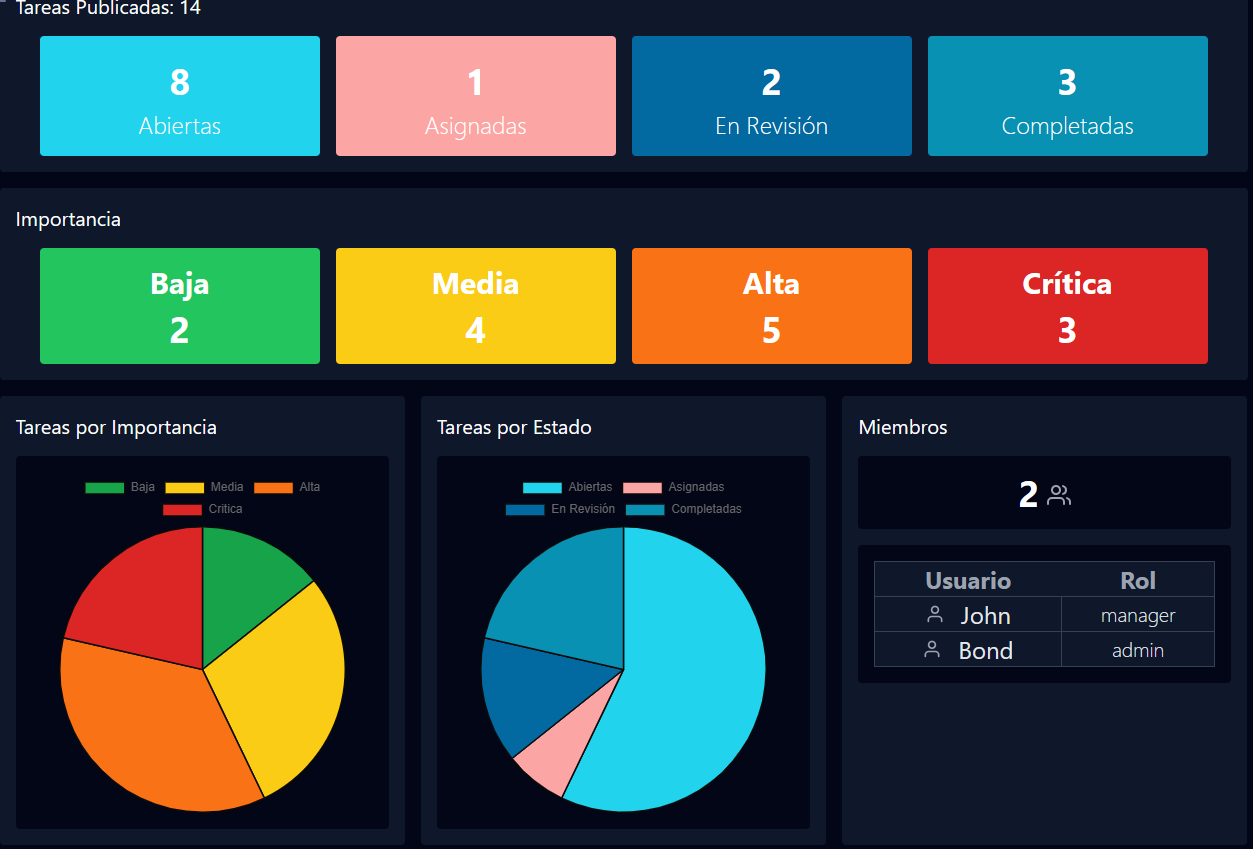 Tareas Publicadas: 14
8 1 2 3
Abiertas Asignadas En Revisión Completadas
Importancia
Baja Media Alta Crítica
2 4 5 3
Tareas por Importancia
Baja Media Alta
Crítica
Tareas por Estado
Abiertas Asignadas
En Revisión Completadas
Miembros
2
Usuario Rol
John manager
Bond admin